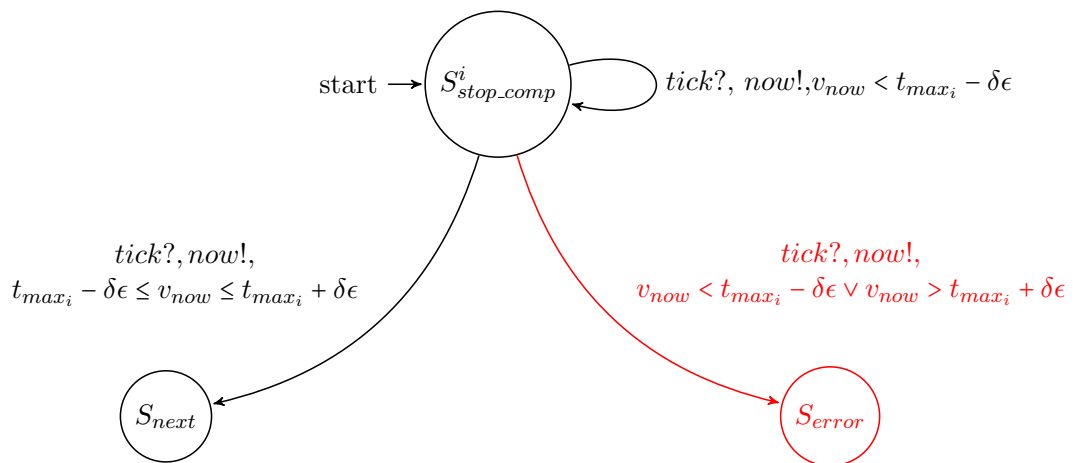 start
S^i_{stop_comp}
tick?, now!,v_{now} < t_{max_i} − δϵ
tick?, now!,
t_{max_i} − δϵ ≤ v_{now} ≤ t_{max_i} + δϵ
tick?, now!,
v_{now} < t_{max_i} − δϵ ∨ v_{now} > t_{max_i} + δϵ
S_{next}
S_{error}